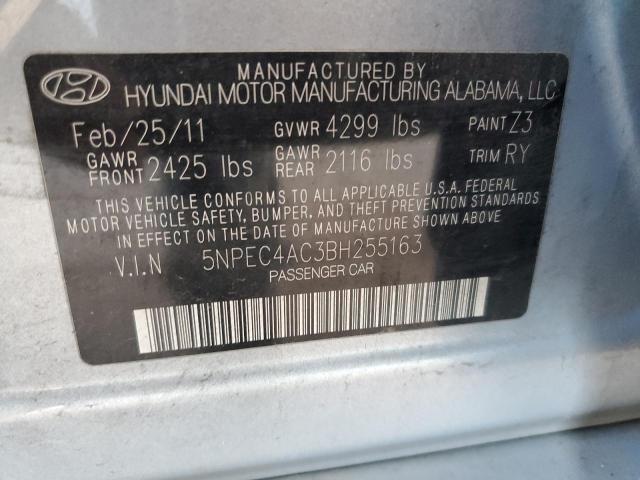 MANUFACTURED BY
HYUNDAI MOTOR MANUFACTURING ALABAMA, LLC
Feb/25/11 GVWR 4299 lbs PAINT Z3
GAWR FRONT 2425 lbs GAWR REAR 2116 lbs TRIM RY
THIS VEHICLE CONFORMS TO ALL APPLICABLE U.S.A. FEDERAL
MOTOR VEHICLE SAFETY, BUMPER, AND THEFT PREVENTION STANDARDS
IN EFFECT ON THE DATE OF MANUFACTURE SHOWN ABOVE.
V.I.N 5NPEC4AC3BH255163
PASSENGER CAR